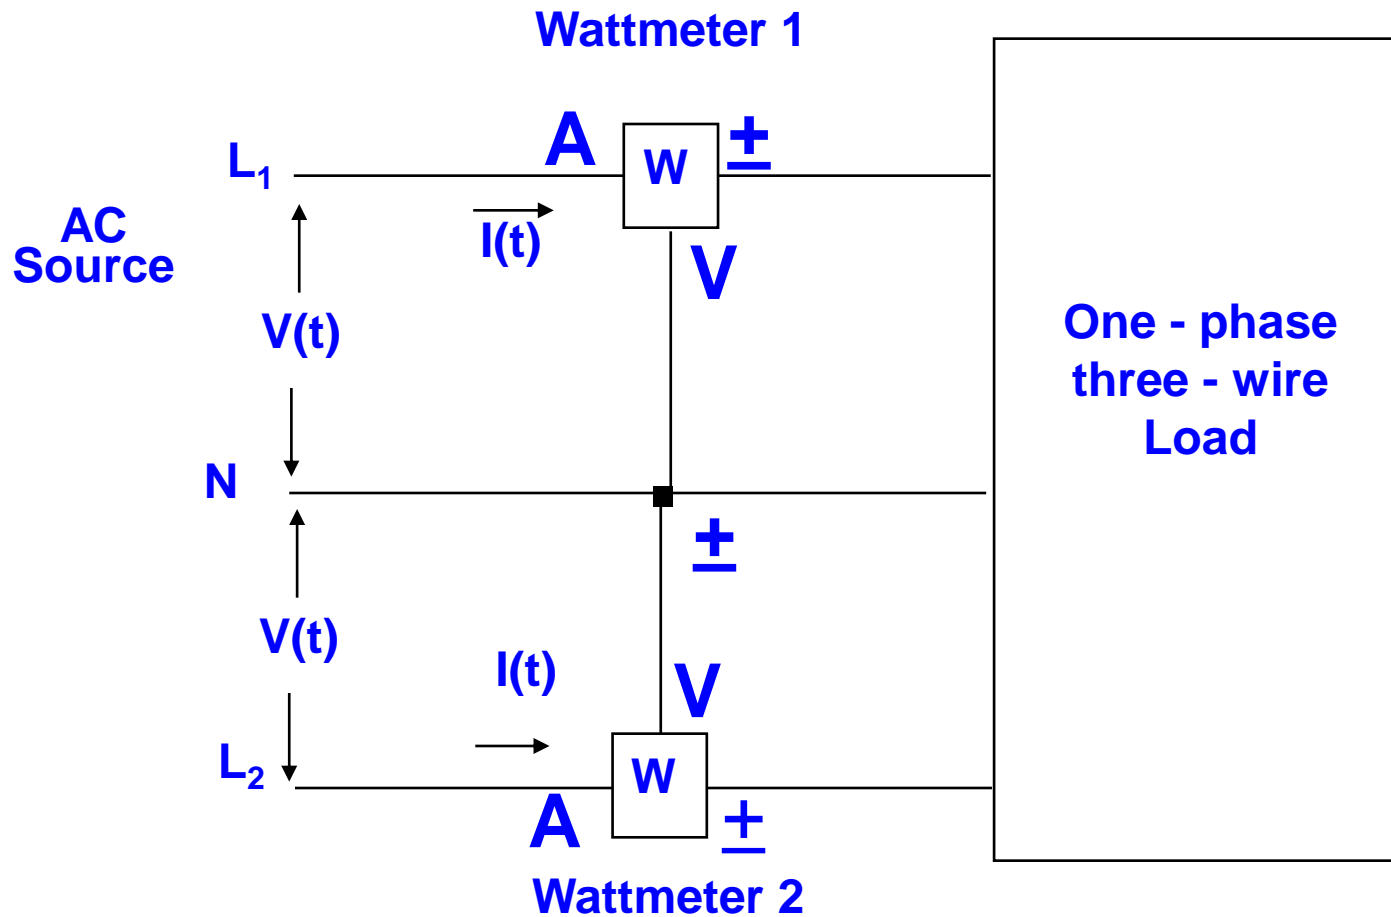 Wattmeter 1
A
W
±
L1
AC
Source
I(t)
V
V(t)
One - phase
three - wire
Load
N
±
V(t)
I(t)
V
L2
W
A
±
Wattmeter 2